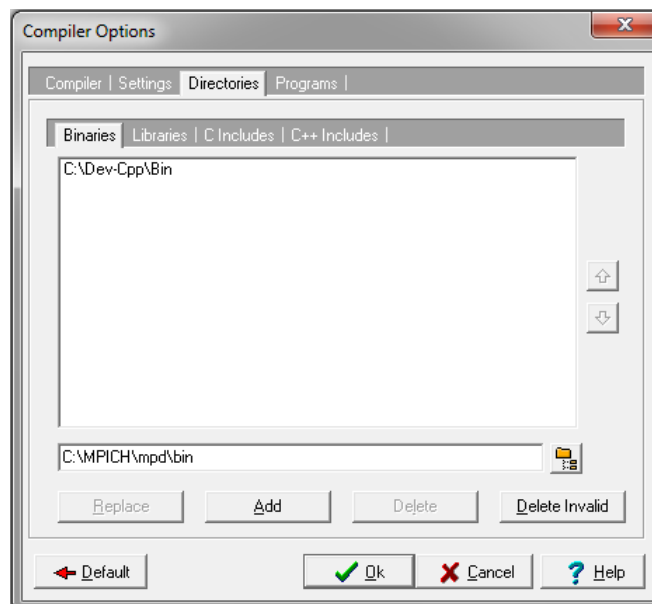 Compiler Options
Compiler | Settings Directories Programs |
Binaries Libraries | C Includes | C++ Includes |
C:\Dev-Cpp\Bin
C:\MPICH\mpd\bin
Replace Add Delete Delete Invalid
Default Ok Cancel Help